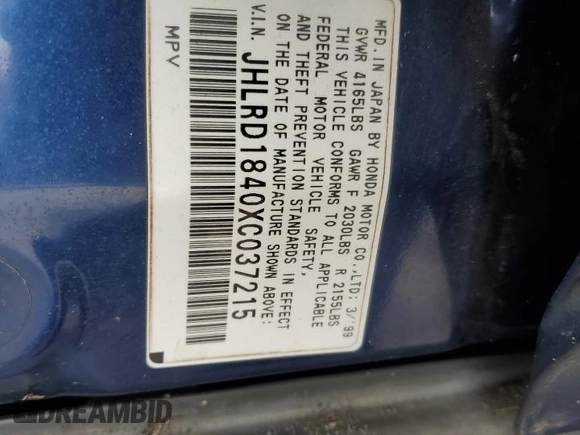 MFD. IN JAPAN BY HONDA MOTOR CO., LTD: 3/'99
GVWR 4165LBS GAWR F 2030LBS R 2155LBS
THIS VEHICLE CONFORMS TO ALL APPLICABLE
FEDERAL MOTOR VEHICLE SAFETY,
AND THEFT PREVENTION STANDARDS IN EFFECT
ON THE DATE OF MANUFACTURE SHOWN ABOVE:
V.I.N. JHLRD1840XC037215
MPV
DREAMBID